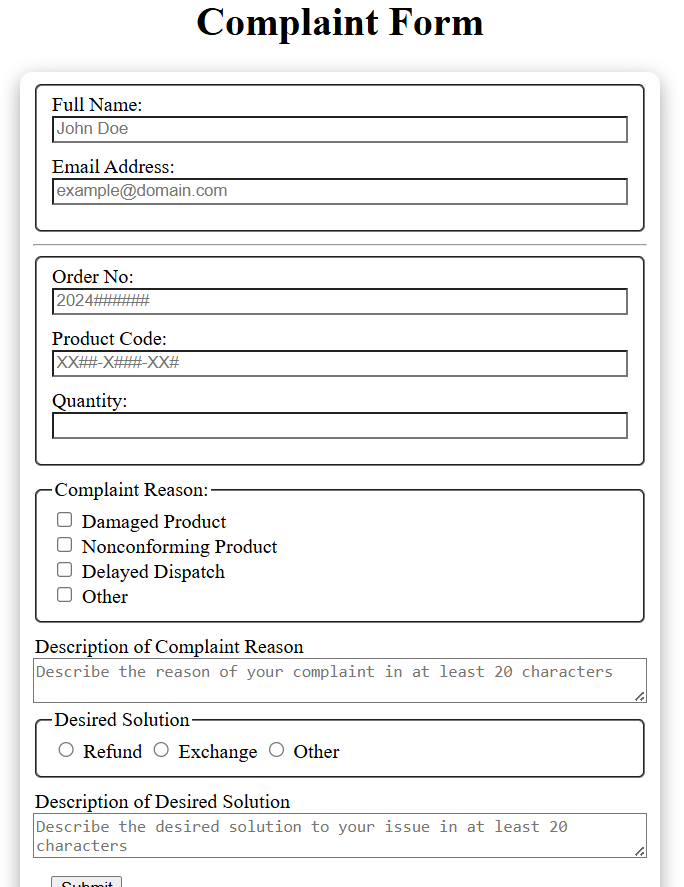 Complaint Form
Full Name:
John Doe
Email Address:
example@domain.com
Order No:
2024######
Product Code:
XX##-X###-XX#
Quantity:
Complaint Reason:
Damaged Product
Nonconforming Product
Delayed Dispatch
Other
Description of Complaint Reason
Describe the reason of your complaint in at least 20 characters
Desired Solution
Refund Exchange Other
Description of Desired Solution
Describe the desired solution to your issue in at least 20
characters
Submit